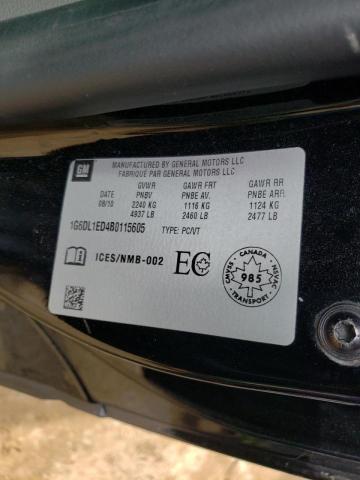 GM
MANUFACTURED BY GENERAL MOTORS LLC
FABRIQUE PAR GENERAL MOTORS LLC
GVWR GAWR FRT GAWR RR
PNBV PNBE AV. PNBE ARR.
08/10 2240 KG 1116 KG 1124 KG
4937 LB 2460 LB 2477 LB
1G6DL1ED4B0115605 TYPE: PC/VT
ICES/NMB-002 EC
CANADA
CMVSS NSVAC
985
TRANSPORT